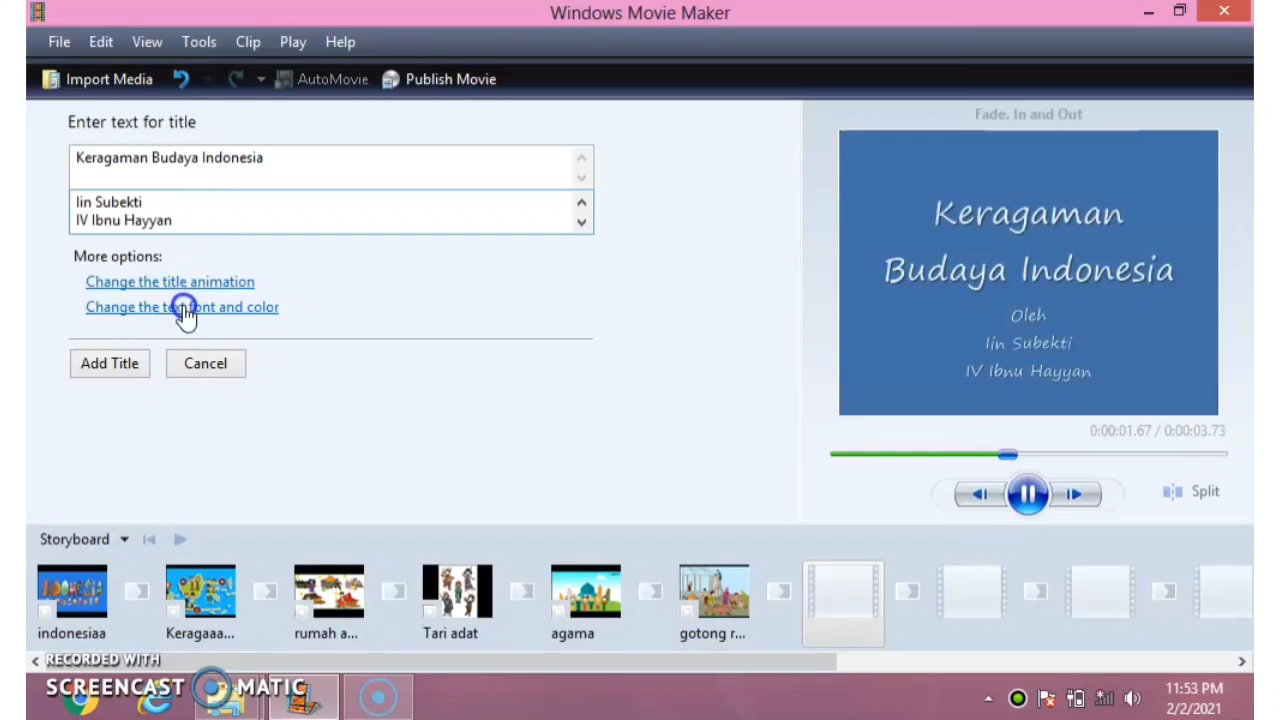 Windows Movie Maker
File Edit View Tools Clip Play Help
Import Media AutoMovie Publish Movie
Enter text for title
Keragaman Budaya Indonesia
Iin Subekti
IV Ibnu Hayyan
More options:
Change the title animation
Change the text font and color
Add Title Cancel
Fade, In and Out
Keragaman
Budaya Indonesia
Oleh
Iin Subekti
IV Ibnu Hayyan
0:00:01.67 / 0:00:03.73
Split
Storyboard
INDONESIA
indonesiaa Keragaaa... rumah a... Tari adat agama gotong r...
RECORDED WITH
SCREENCAST MATIC
11:53 PM
2/2/2021